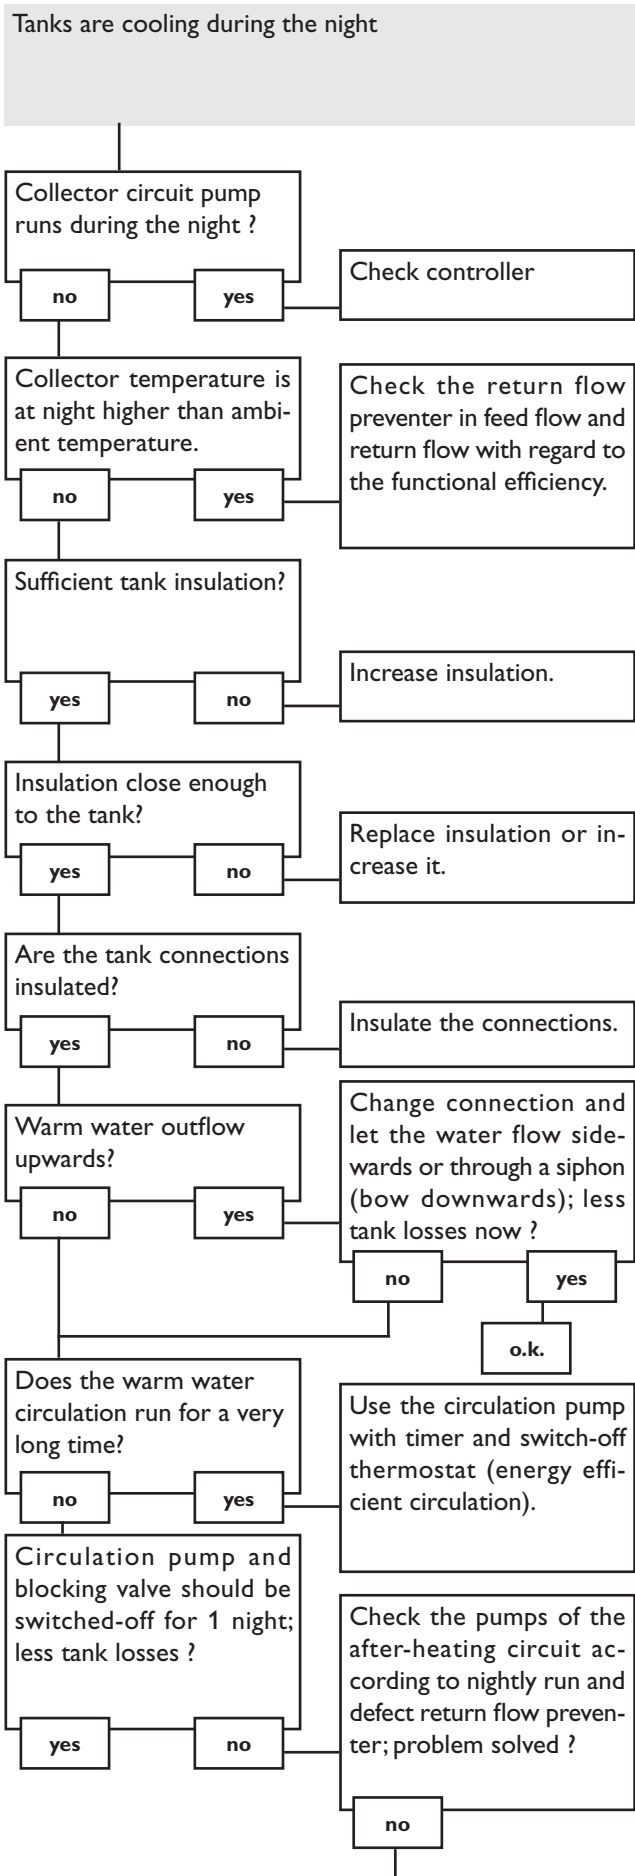 Tanks are cooling during the night
Collector circuit pump
runs during the night ?
no
yes
Check controller
Collector temperature is
at night higher than ambi-
ent temperature.
no
yes
Check the return flow
preventer in feed flow and
return flow with regard to
the functional efficiency.
Sufficient tank insulation?
yes
no
Increase insulation.
Insulation close enough
to the tank?
yes
no
Replace insulation or in-
crease it.
Are the tank connections
insulated?
yes
no
Insulate the connections.
Warm water outflow
upwards?
no
yes
Change connection and
let the water flow side-
wards or through a siphon
(bow downwards); less
tank losses now ?
no
yes
o.k.
Does the warm water
circulation run for a very
long time?
no
yes
Use the circulation pump
with timer and switch-off
thermostat (energy effi-
cient circulation).
Circulation pump and
blocking valve should be
switched-off for 1 night;
less tank losses ?
yes
no
Check the pumps of the
after-heating circuit ac-
cording to nightly run and
defect return flow preven-
ter; problem solved ?
no